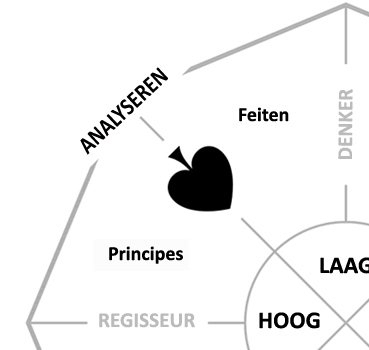 ANALYSEREN
Feiten
DENKER
Principes
LAAG
REGISSEUR
HOOG